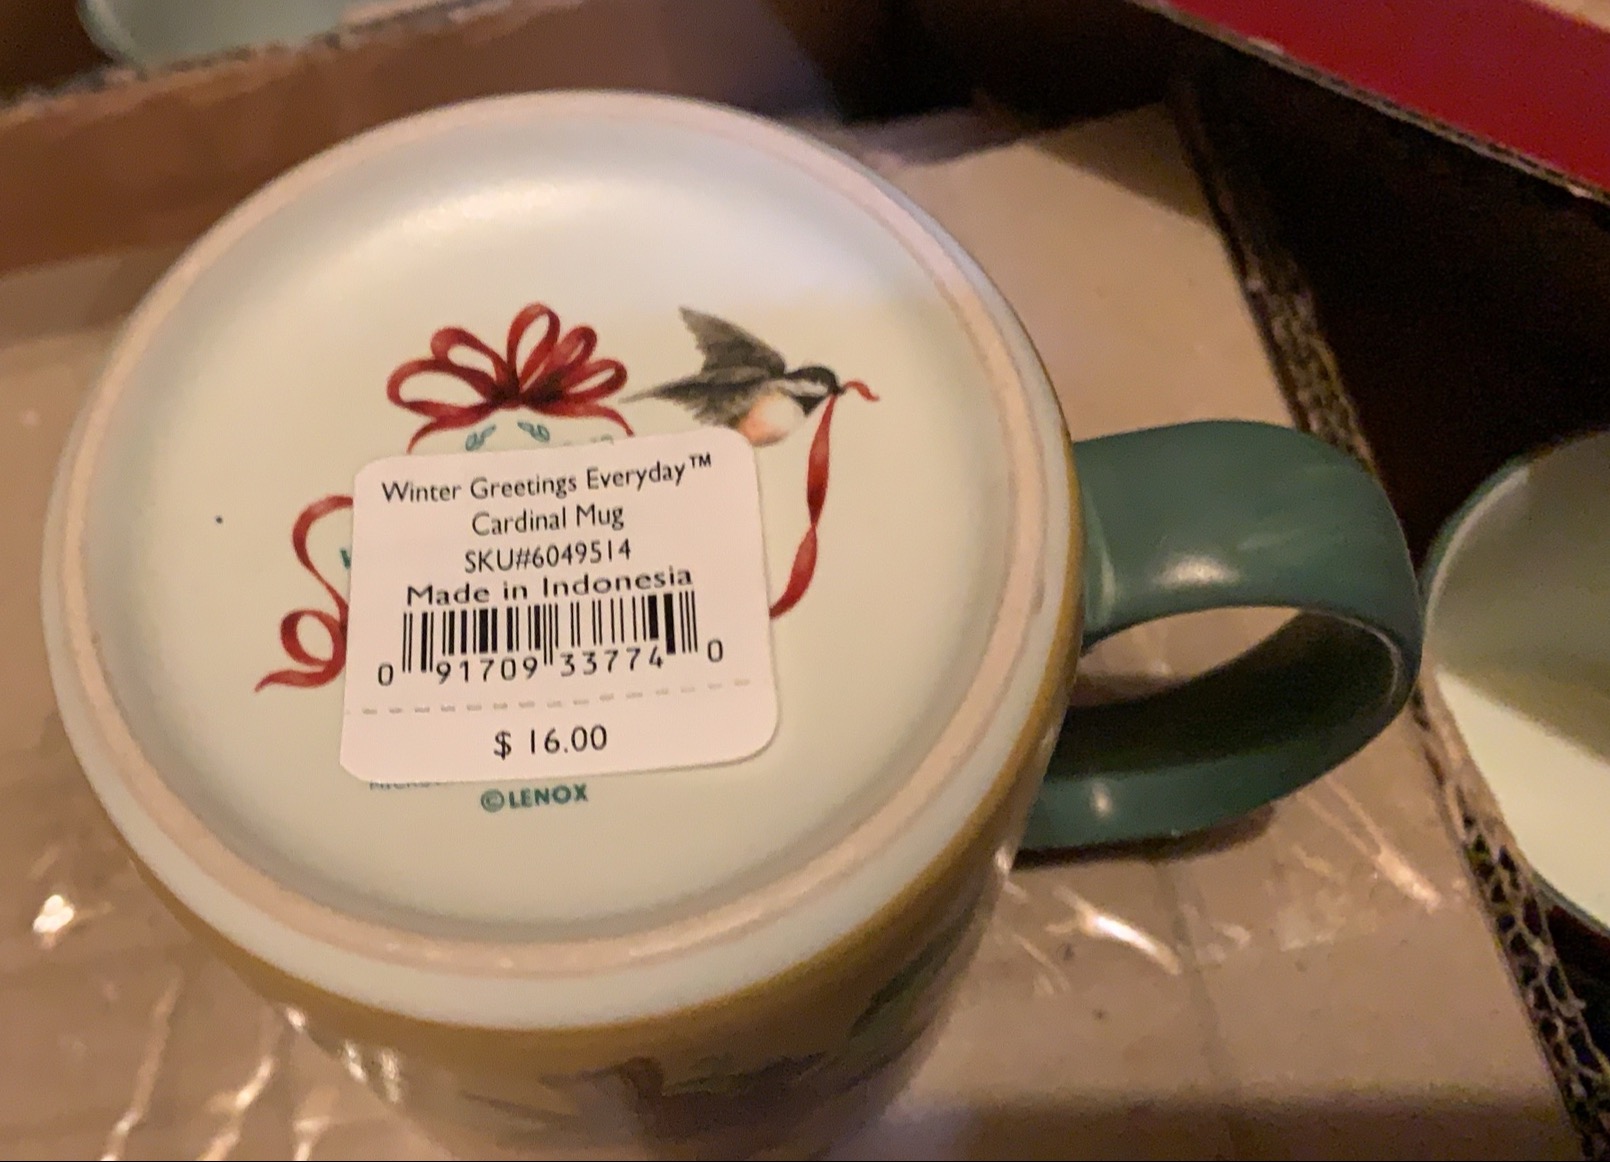 Winter Greetings Everyday™
Cardinal Mug
SKU#6049514
Made in Indonesia
0 91709 33774 0
$ 16.00
©LENOX